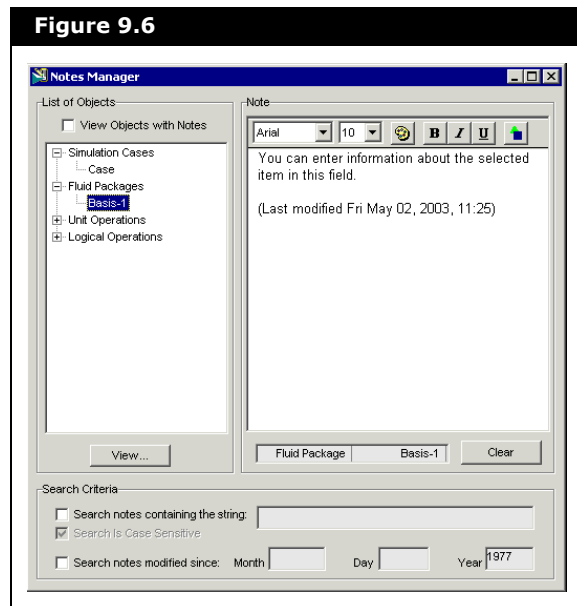 Figure 9.6
Notes Manager
List of Objects
View Objects with Notes
Simulation Cases
Case
Fluid Packages
Basis-1
Unit Operations
Logical Operations
View...
Note
Arial
10
B I U
You can enter information about the selected
item in this field.
(Last modified Fri May 02, 2003, 11:25)
Fluid Package
Basis-1
Clear
Search Criteria
Search notes containing the string:
Search Is Case Sensitive
Search notes modified since: Month Day Year 1977